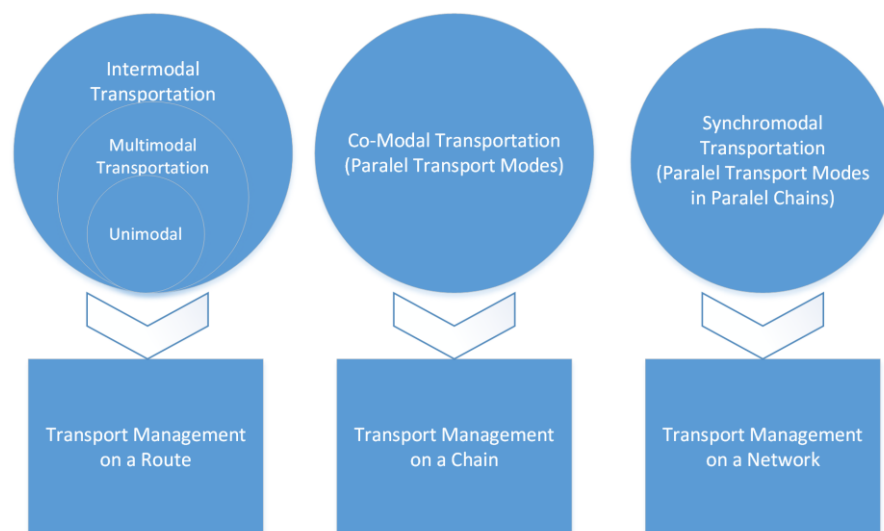 Intermodal
Transportation
Multimodal
Transportation
Unimodal
Co-Modal Transportation
(Paralel Transport Modes)
Synchromodal
Transportation
(Paralel Transport Modes
in Paralel Chains)
Transport Management
on a Route
Transport Management
on a Chain
Transport Management
on a Network